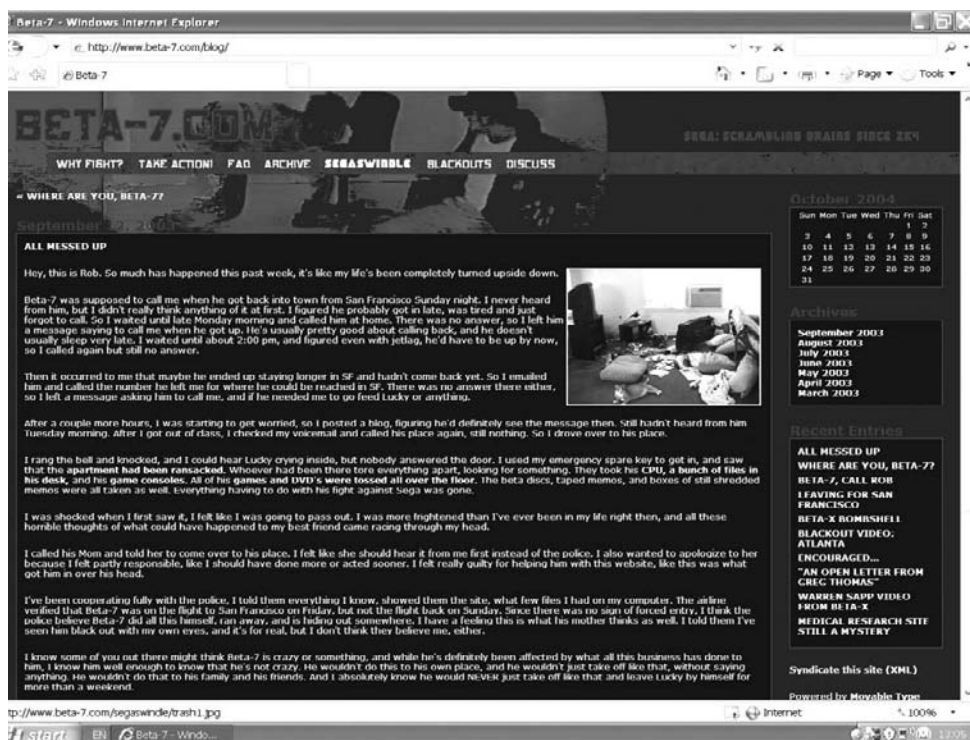 Beta-7 - Windows Internet Explorer
http://www.beta-7.com/blog/
Beta-7
Page
Tools
BETA-7.COM
SEGA: SCRAMBLING BRAINS SINCE 2K4
WHY FIGHT? TAKE ACTION! FAQ ARCHIVE SEGASWINDLE BLACKOUTS DISCUSS
« WHERE ARE YOU, BETA-7?
September 12, 2003
ALL MESSED UP
Hey, this is Rob. So much has happened this past week, it's like my life's been completely turned upside down.
Beta-7 was supposed to call me when he got back into town from San Francisco Sunday night. I never heard
from him, but I didn't really think anything of it at first. I figured he probably got in late, was tired and just
forgot to call. So I waited until late Monday morning and called him at home. There was no answer, so I left him
a message saying to call me when he got up. He's usually pretty good about calling back, and he doesn't
usually sleep very late. I waited until about 2:00 pm, and figured even with jetlag, he'd have to be up by now,
so I called again but still no answer.
Then it occurred to me that maybe he ended up staying longer in SF and hadn't come back yet. So I emailed
him and called the number he left me for where he could be reached in SF. There was no answer there either,
so I left a message asking him to call me, and if he needed me to go feed Lucky or anything.
After a couple more hours, I was starting to get worried, so I posted a blog, figuring he'd definitely see the message then. Still hadn't heard from him
Tuesday morning. After I got out of class, I checked my voicemail and called his place again, still nothing. So I drove over to his place.
I rang the bell and knocked, and I could hear Lucky crying inside, but nobody answered the door. I used my emergency spare key to get in, and saw
that the apartment had been ransacked. Whoever had been there tore everything apart, looking for something. They took his CPU, a bunch of files in
his desk, and his game consoles. All of his games and DVD's were tossed all over the floor. The beta discs, taped memos, and boxes of still shredded
memos were all taken as well. Everything having to do with his fight against Sega was gone.
I was shocked when I first saw it, I felt like I was going to pass out. I was more frightened than I've ever been in my life right then, and all these
horrible thoughts of what could have happened to my best friend came racing through my head.
I called his Mom and told her to come over to his place. I felt like she should hear it from me first instead of the police. I also wanted to apologize to her
because I felt partly responsible, like I should have done more or acted sooner. I felt really guilty for helping him with this website, like this was what
got him in over his head.
I've been cooperating fully with the police, I told them everything I know, showed them the site, what few files I had on my computer. The airline
verified that Beta-7 was on the flight to San Francisco on Friday, but not the flight back on Sunday. Since there was no sign of forced entry, I think the
police believe Beta-7 did all this himself, ran away, and is hiding out somewhere. I have a feeling this is what his mother thinks as well. I told them I've
seen him black out with my own eyes, and it's for real, but I don't think they believe me, either.
I know some of you out there might think Beta-7 is crazy or something, and while he's definitely been affected by what all this business has done to
him, I know him well enough to know that he's not crazy. He wouldn't do this to his own place, and he wouldn't just take off like that, without saying
anything. He wouldn't do that to his family and his friends. And I absolutely know he would NEVER just take off like that and leave Lucky by himself for
more than a weekend.
October 2004
Sun Mon Tue Wed Thu Fri Sat
1 2
3 4 5 6 7 8 9
10 11 12 13 14 15 16
17 18 19 20 21 22 23
24 25 26 27 28 29 30
31
Archives
September 2003
August 2003
July 2003
June 2003
May 2003
April 2003
March 2003
Recent Entries
ALL MESSED UP
WHERE ARE YOU, BETA-7?
BETA-7, CALL ROB
LEAVING FOR SAN
FRANCISCO
BETA-X BOMBSHELL
BLACKOUT VIDEO:
ATLANTA
ENCOURAGED...
"AN OPEN LETTER FROM
GREG THOMAS"
WARREN SAPP VIDEO
FROM BETA-X
MEDICAL RESEARCH SITE
STILL A MYSTERY
Syndicate this site (XML)
Powered by Movable Type
tp://www.beta-7.com/segaswindle/trash1.jpg
Internet
100%
start
EN
Beta-7 - Windo...
13:05